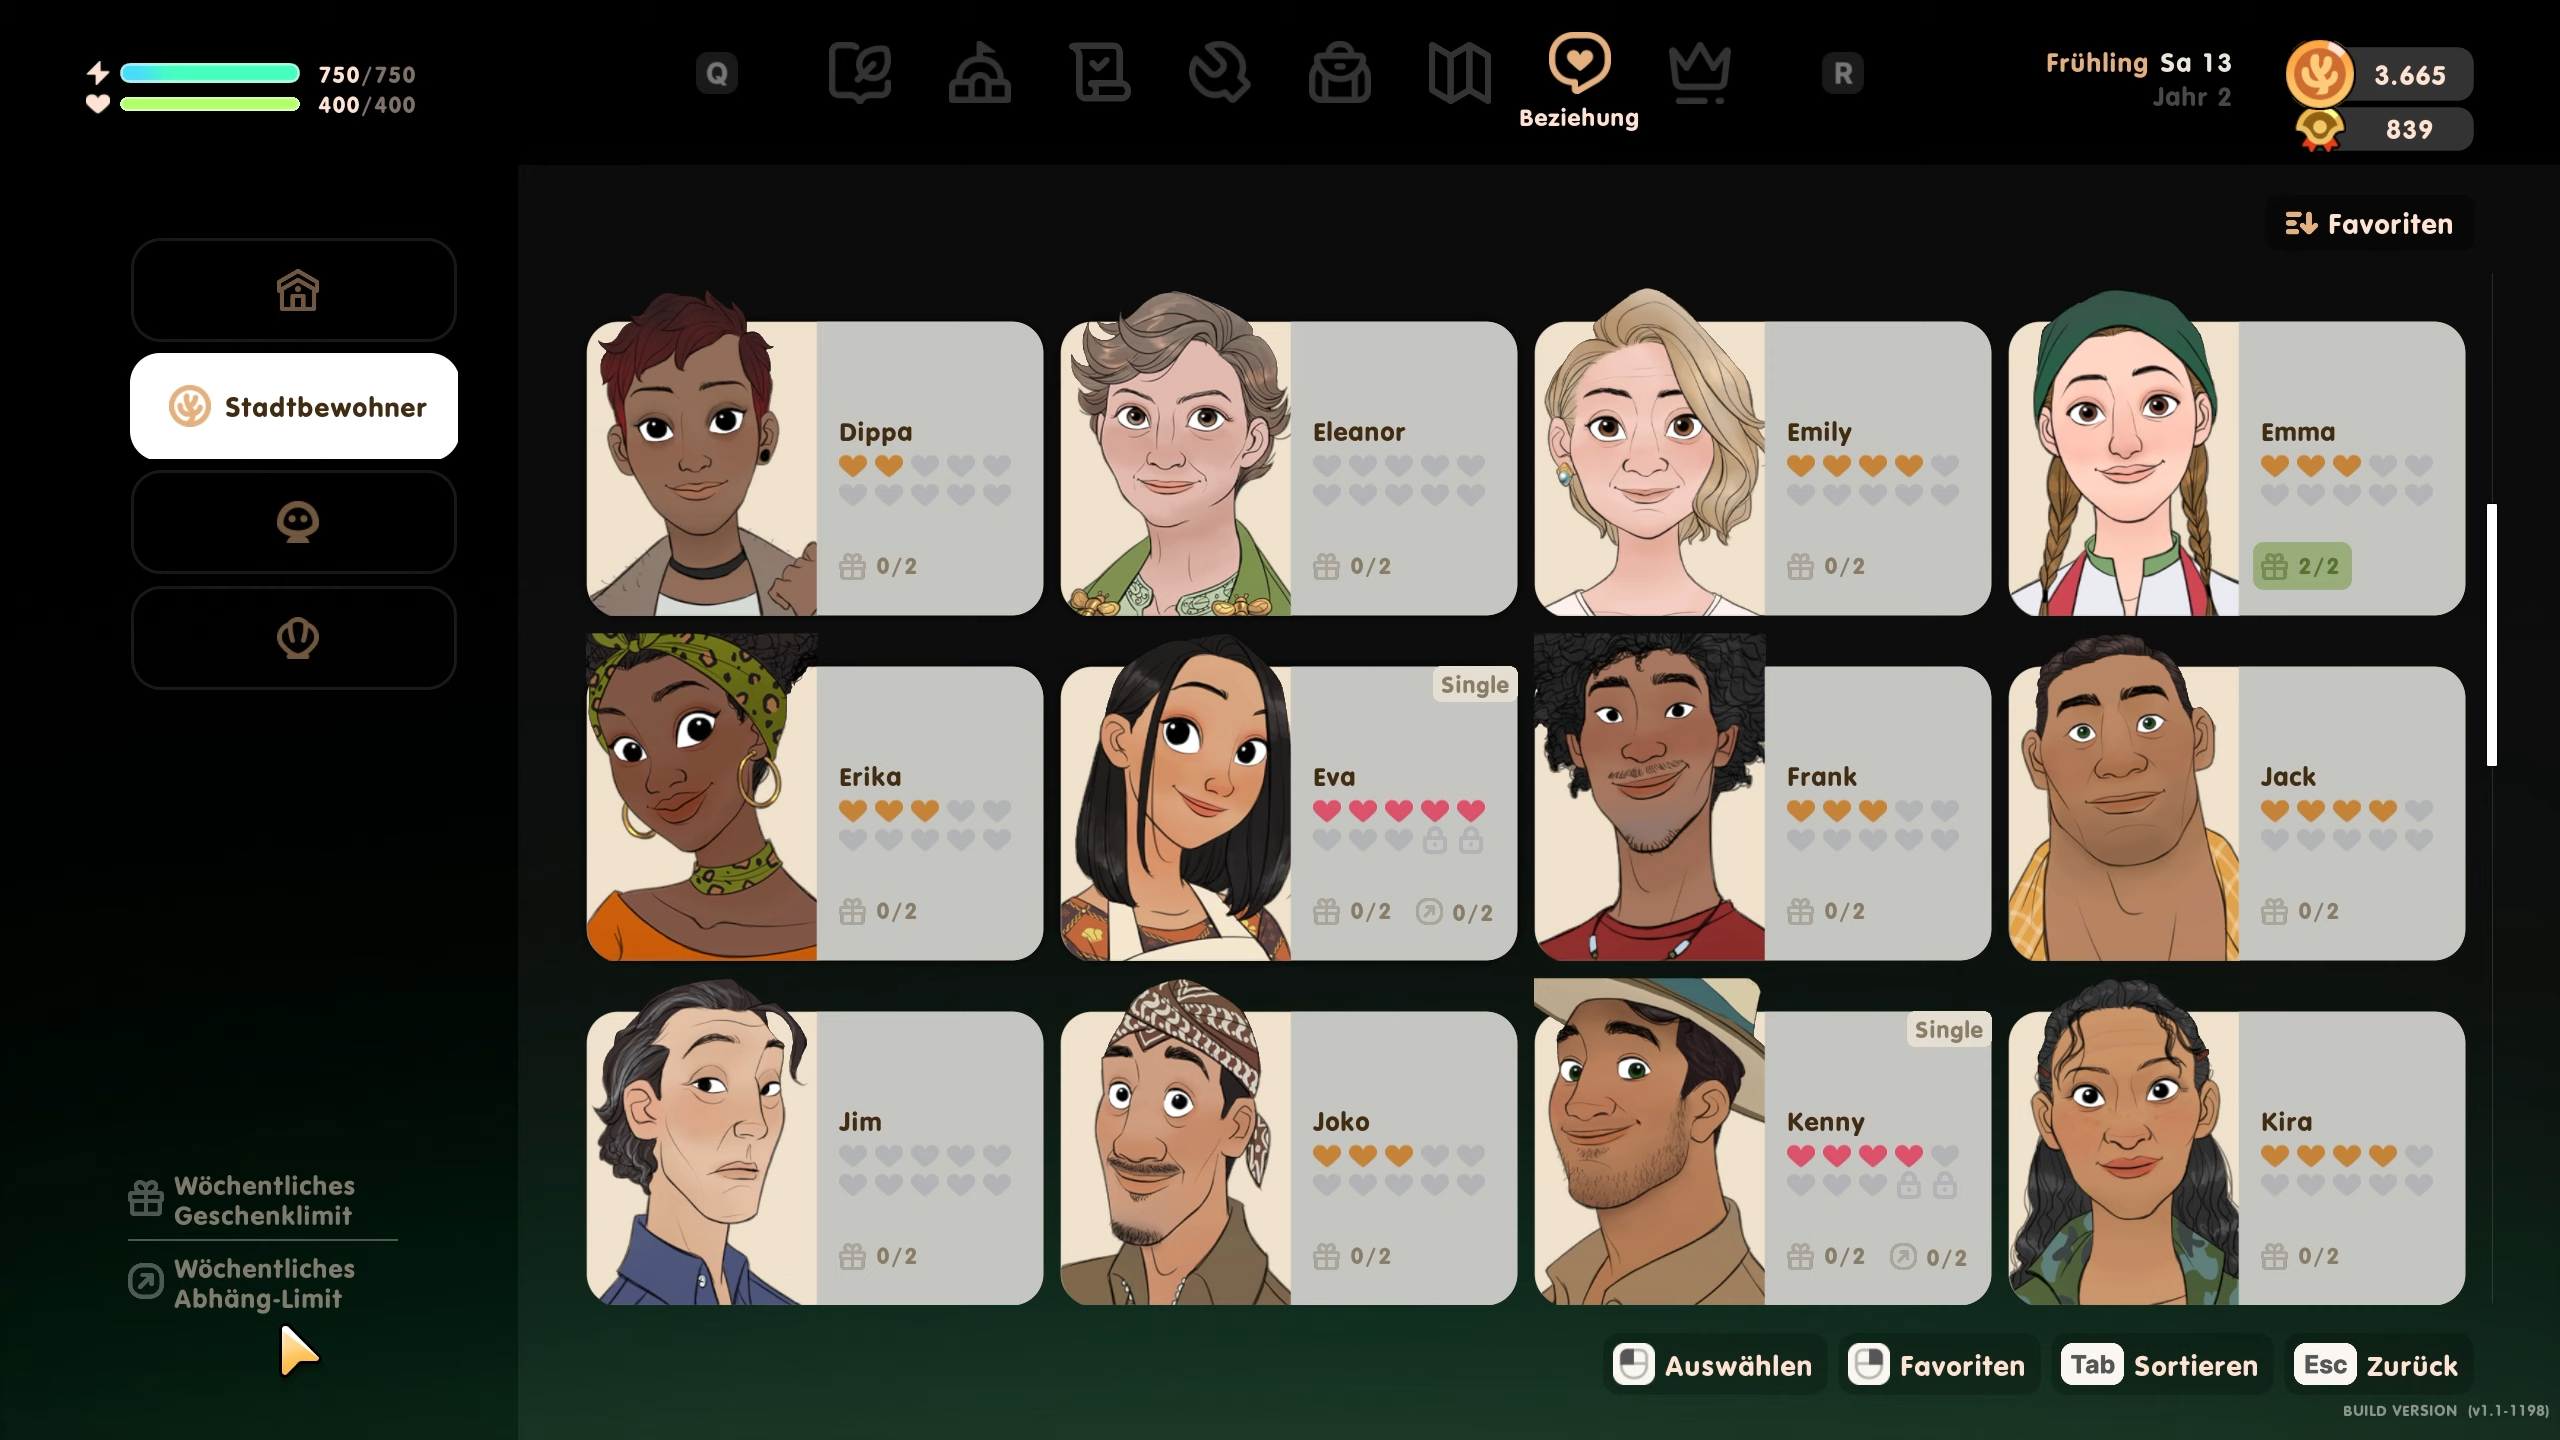 750/750
400/400
Q
Beziehung
R
Frühling Sa 13
Jahr 2
3.665
839
Favoriten
Stadtbewohner
Dippa
0/2
Eleanor
0/2
Emily
0/2
Emma
2/2
Erika
0/2
Single
Eva
0/2 0/2
Frank
0/2
Jack
0/2
Jim
0/2
Joko
0/2
Single
Kenny
0/2 0/2
Kira
0/2
Wöchentliches
Geschenklimit
Wöchentliches
Abhäng-Limit
Auswählen
Favoriten
Tab Sortieren
Esc Zurück
BUILD VERSION (v1.1-1198)